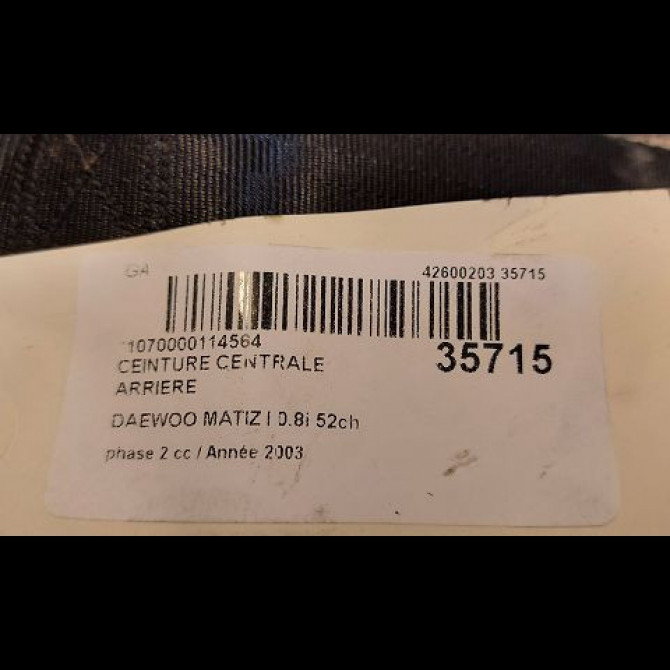 GA 42600203 35715
1070000114564
35715
CEINTURE CENTRALE
ARRIERE
DAEWOO MATIZ I 0.8i 52ch
phase 2 cc / Année 2003